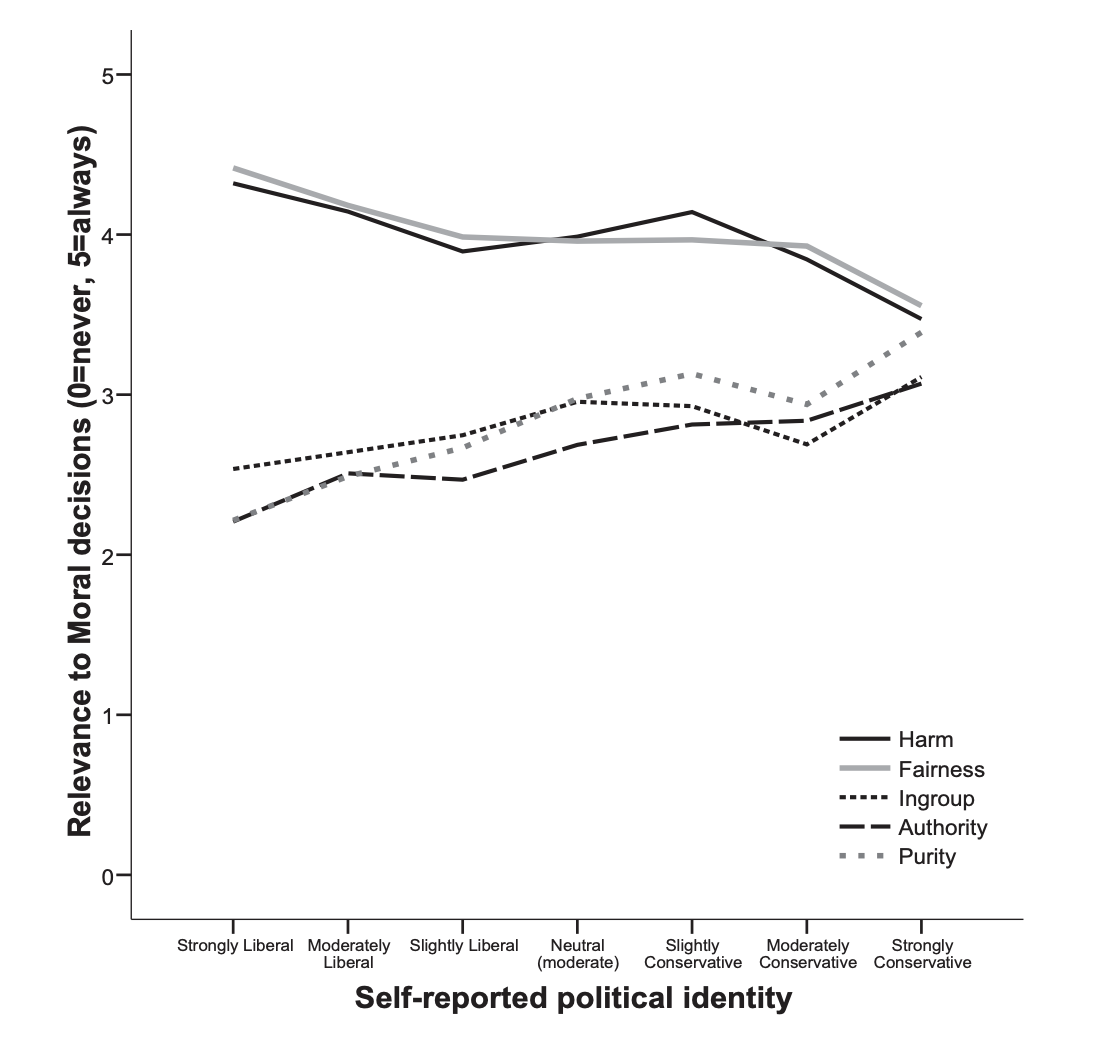 Relevance to Moral decisions (0=never, 5=always)
5
4
3
2
1
0
Harm
Fairness
Ingroup
Authority
Purity
Strongly Liberal
Moderately
Liberal
Slightly Liberal
Neutral
(moderate)
Slightly
Conservative
Moderately
Conservative
Strongly
Conservative
Self-reported political identity